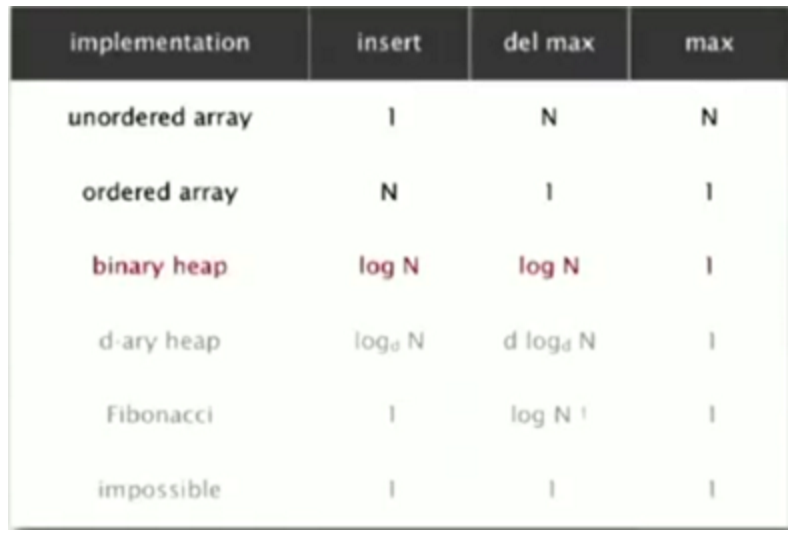 implementation insert del max max
unordered array 1 N N
ordered array N 1 1
binary heap log N log N 1
d-ary heap log_d N d log_d N 1
Fibonacci 1 log N † 1
impossible 1 1 1